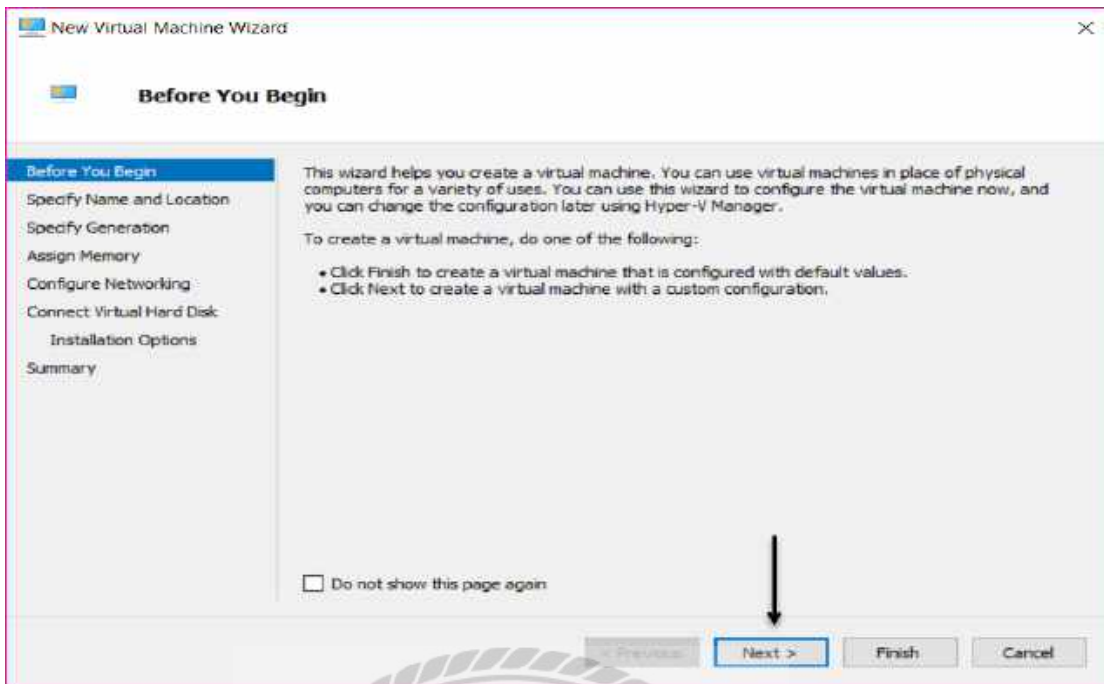 New Virtual Machine Wizard
Before You Begin
Before You Begin
Specify Name and Location
Specify Generation
Assign Memory
Configure Networking
Connect Virtual Hard Disk
Installation Options
Summary
This wizard helps you create a virtual machine. You can use virtual machines in place of physical
computers for a variety of uses. You can use this wizard to configure the virtual machine now, and
you can change the configuration later using Hyper-V Manager.
To create a virtual machine, do one of the following:
• Click Finish to create a virtual machine that is configured with default values.
• Click Next to create a virtual machine with a custom configuration.
Do not show this page again
< Previous Next > Finish Cancel